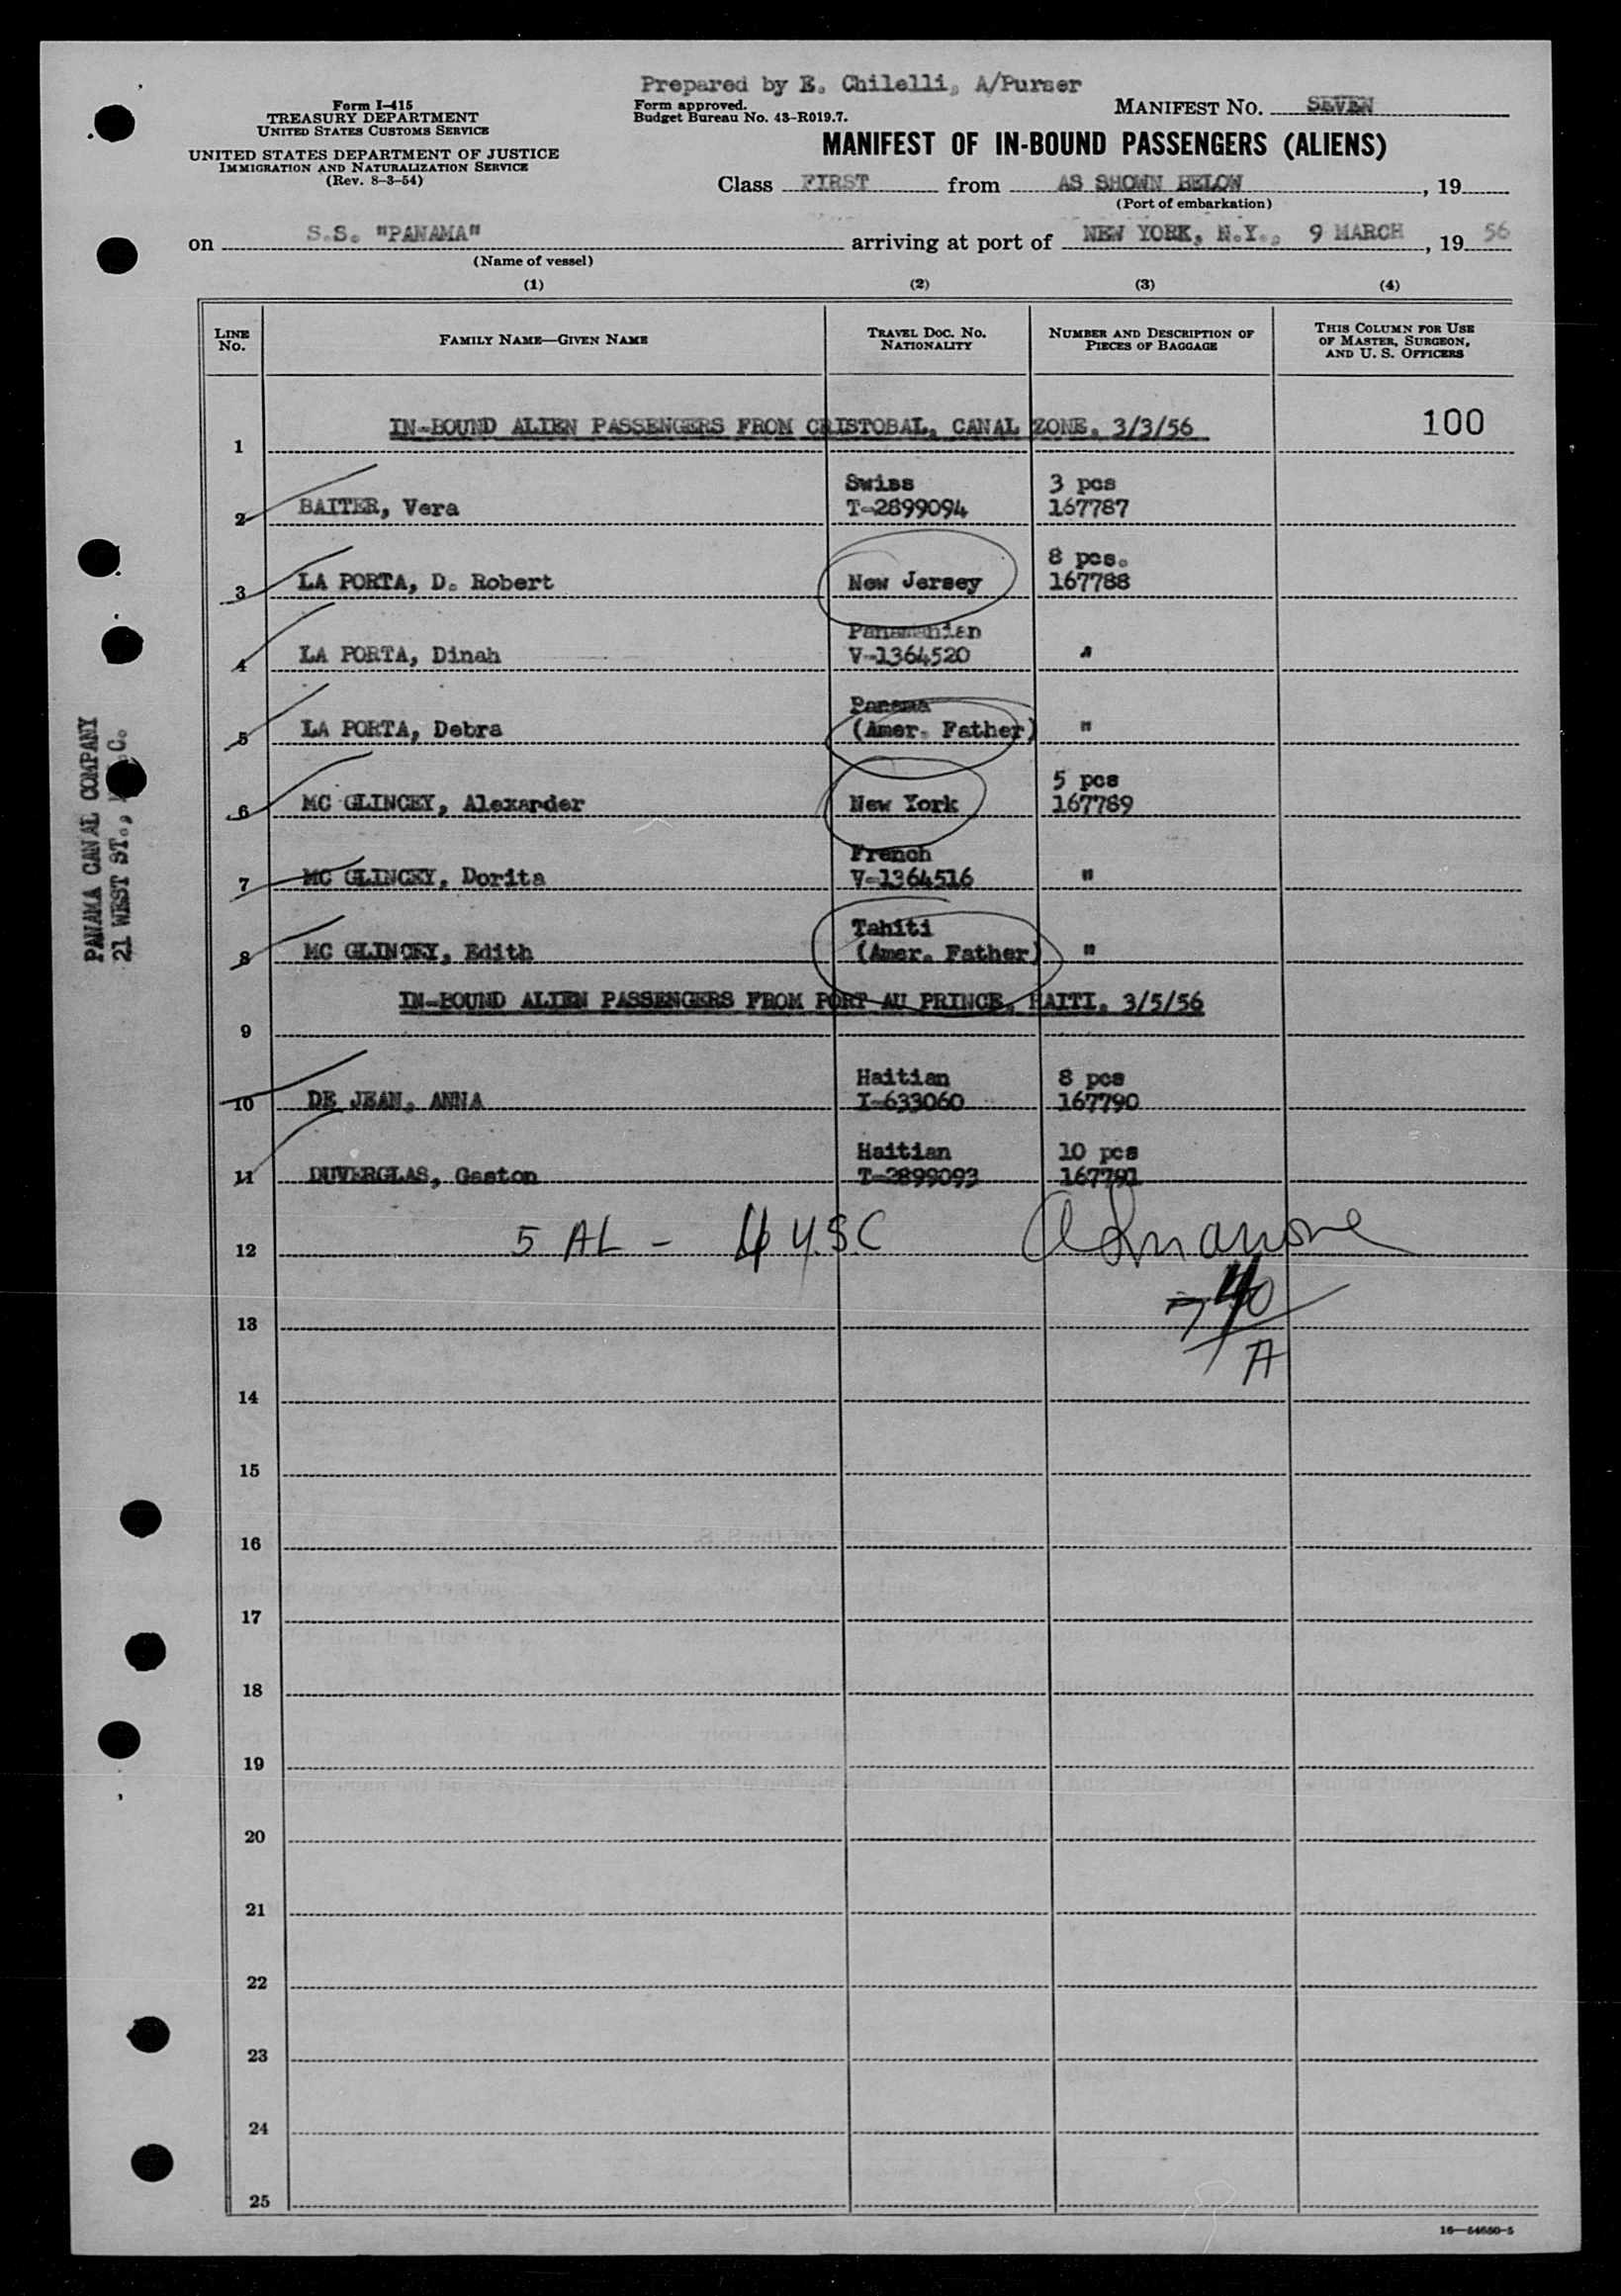 Prepared by E. Chilelli, A/Purser
Form I-415
TREASURY DEPARTMENT
UNITED STATES CUSTOMS SERVICE
UNITED STATES DEPARTMENT OF JUSTICE
IMMIGRATION AND NATURALIZATION SERVICE
(Rev. 8-3-54)
Form approved.
Budget Bureau No. 43-R019.7.
MANIFEST NO. SEVEN
MANIFEST OF IN-BOUND PASSENGERS (ALIENS)
Class FIRST from AS SHOWN BELOW, 19
(Port of embarkation)
on S.S. "PANAMA" arriving at port of NEW YORK, N.Y., 9 MARCH, 19 56
(Name of vessel)
(1) (2) (3) (4)
LINE NO. FAMILY NAME—GIVEN NAME TRAVEL DOC. NO. NATIONALITY NUMBER AND DESCRIPTION OF PIECES OF BAGGAGE THIS COLUMN FOR USE OF MASTER, SURGEON, AND U. S. OFFICERS
IN-BOUND ALIEN PASSENGERS FROM CRISTOBAL, CANAL ZONE, 3/3/56 100
1
Swiss 3 pcs
2 BAITER, Vera T-2899094 167787
8 pcs.
3 LA PORTA, D. Robert New Jersey 167788
Panamanian
4 LA PORTA, Dinah V-1364520 "
Panama
5 LA PORTA, Debra (Amer. Father) "
5 pcs
6 MC GLINCEY, Alexander New York 167789
French
7 MC GLINCEY, Dorita V-1364516 "
Tahiti
8 MC GLINCEY, Edith (Amer. Father) "
IN-BOUND ALIEN PASSENGERS FROM PORT AU PRINCE, HAITI, 3/5/56
9
Haitian 8 pcs
10 DE JEAN, ANNA I-633060 167790
Haitian 10 pcs
11 DUVERGLAS, Gaston T-2899093 167791
12 5 AL - 4 USC
40
13
A
14
15
16
17
18
19
20
21
22
23
24
25
16—54650-5
PANAMA CANAL COMPANY
21 WEST ST., N.Y.C.